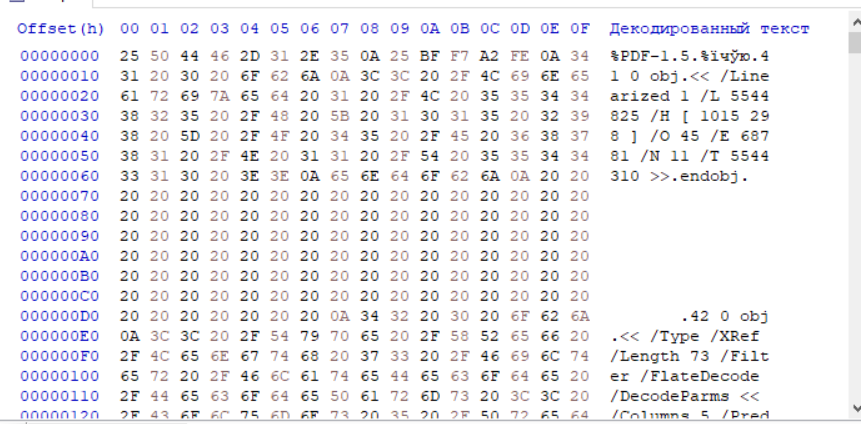 Offset(h) 00 01 02 03 04 05 06 07 08 09 0A 0B 0C 0D 0E 0F Декодированный текст
00000000 25 50 44 46 2D 31 2E 35 0A 25 BF F7 A2 FE 0A 34 %PDF-1.5.%їчўю.4
00000010 31 20 30 20 6F 62 6A 0A 3C 3C 20 2F 4C 69 6E 65 1 0 obj.<< /Line
00000020 61 72 69 7A 65 64 20 31 20 2F 4C 20 35 35 34 34 arized 1 /L 5544
00000030 38 32 35 20 2F 48 20 5B 20 31 30 31 35 20 32 39 825 /H [ 1015 29
00000040 38 20 5D 20 2F 4F 20 34 35 20 2F 45 20 36 38 37 8 ] /O 45 /E 687
00000050 38 31 20 2F 4E 20 31 31 20 2F 54 20 35 35 34 34 81 /N 11 /T 5544
00000060 33 31 30 20 3E 3E 0A 65 6E 64 6F 62 6A 0A 20 20 310 >>.endobj.
00000070 20 20 20 20 20 20 20 20 20 20 20 20 20 20 20 20
00000080 20 20 20 20 20 20 20 20 20 20 20 20 20 20 20 20
00000090 20 20 20 20 20 20 20 20 20 20 20 20 20 20 20 20
000000A0 20 20 20 20 20 20 20 20 20 20 20 20 20 20 20 20
000000B0 20 20 20 20 20 20 20 20 20 20 20 20 20 20 20 20
000000C0 20 20 20 20 20 20 20 20 20 20 20 20 20 20 20 20
000000D0 20 20 20 20 20 20 20 0A 34 32 20 30 20 6F 62 6A .42 0 obj
000000E0 0A 3C 3C 20 2F 54 79 70 65 20 2F 58 52 65 66 20 .<< /Type /XRef
000000F0 2F 4C 65 6E 67 74 68 20 37 33 20 2F 46 69 6C 74 /Length 73 /Filt
00000100 65 72 20 2F 46 6C 61 74 65 44 65 63 6F 64 65 20 er /FlateDecode
00000110 2F 44 65 63 6F 64 65 50 61 72 6D 73 20 3C 3C 20 /DecodeParms <<
00000120 2F 43 6F 6C 75 6D 6E 73 20 35 20 2F 50 72 65 64 /Columns 5 /Pred